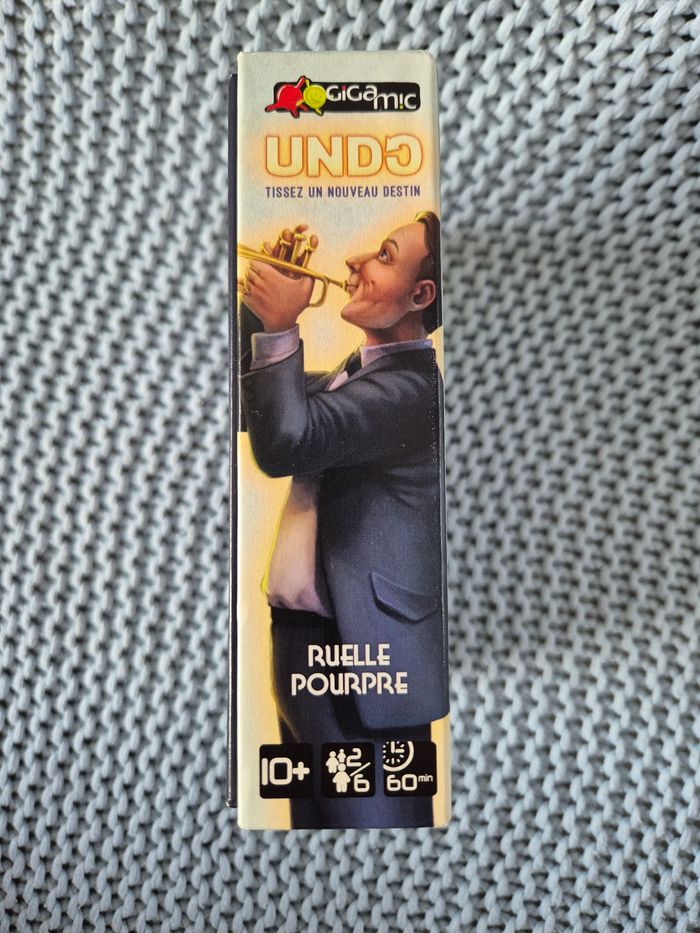 GiGamic
UNDO
TISSEZ UN NOUVEAU DESTIN
RUELLE
POURPRE
10+
2/6
60 min